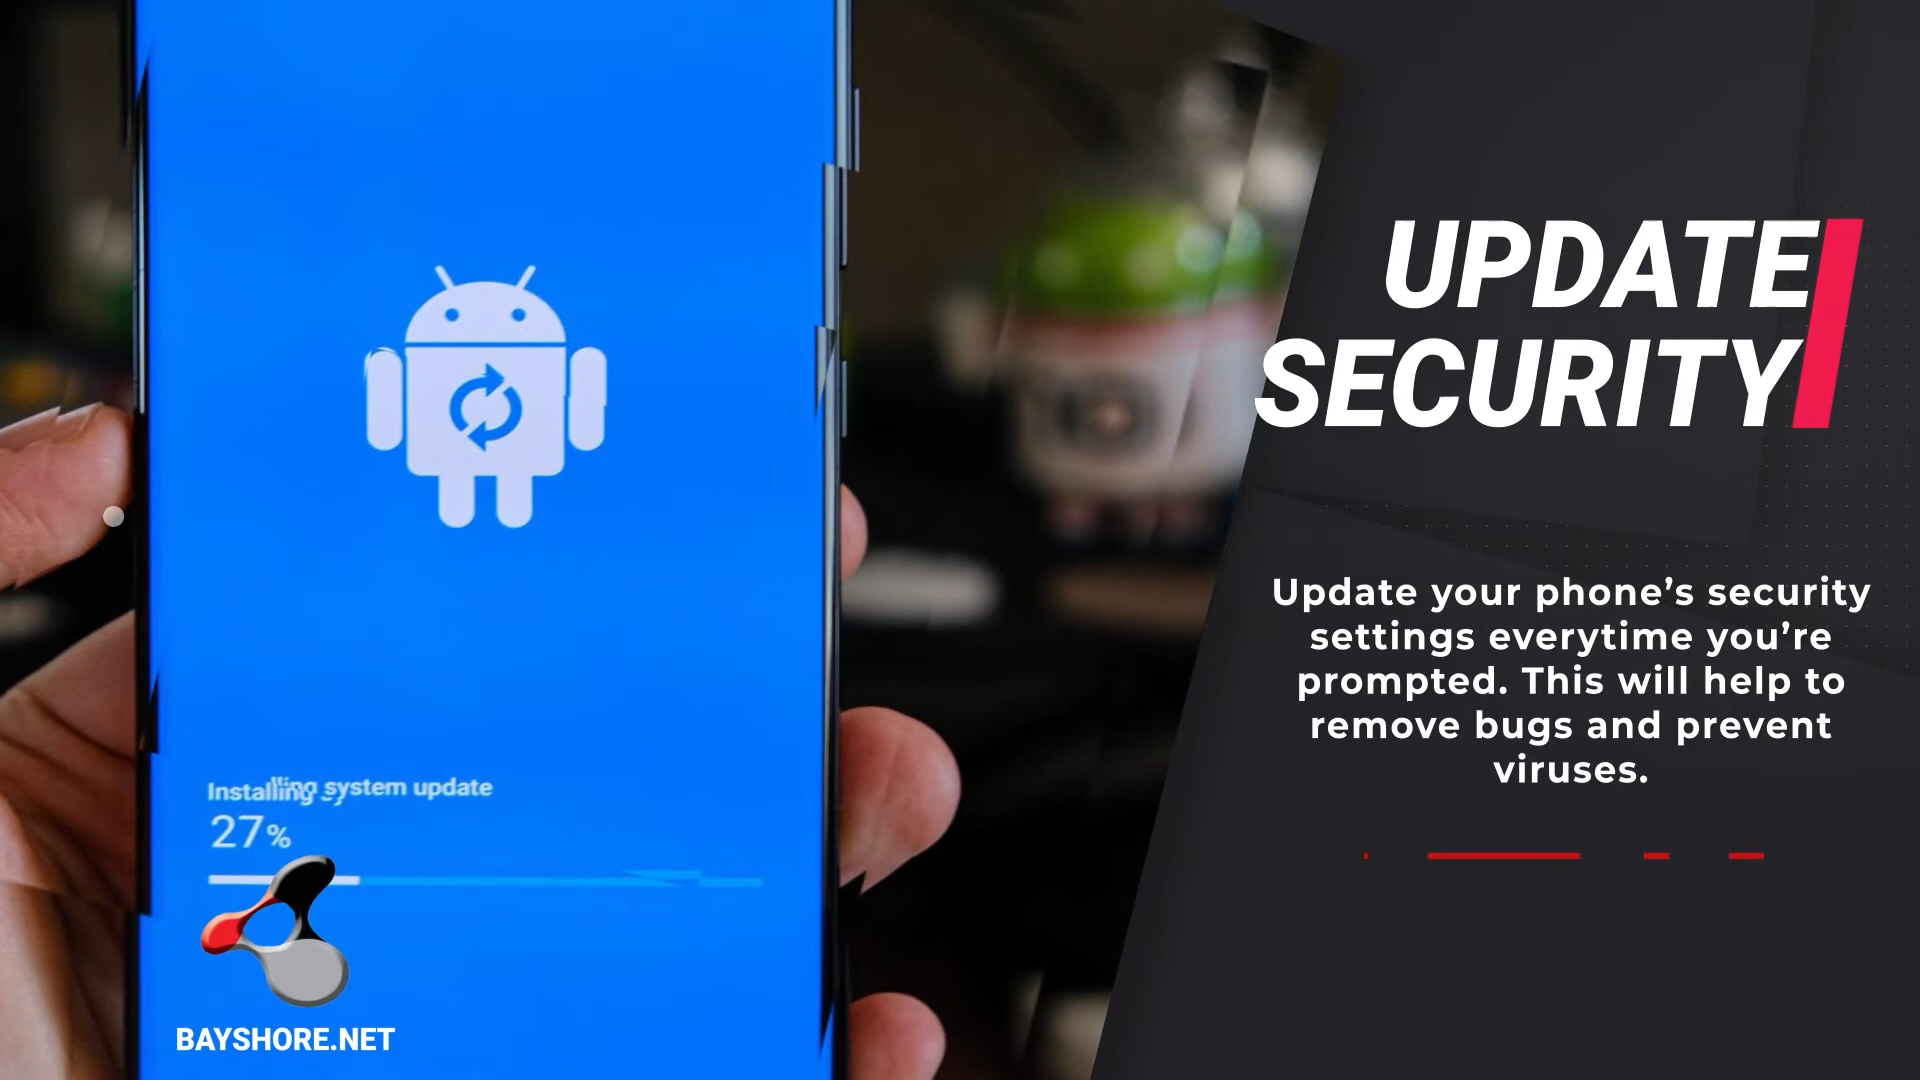 UPDATE
SECURITY
Update your phone’s security
settings everytime you’re
prompted. This will help to
remove bugs and prevent
viruses.
Installing system update
27%
BAYSHORE.NET